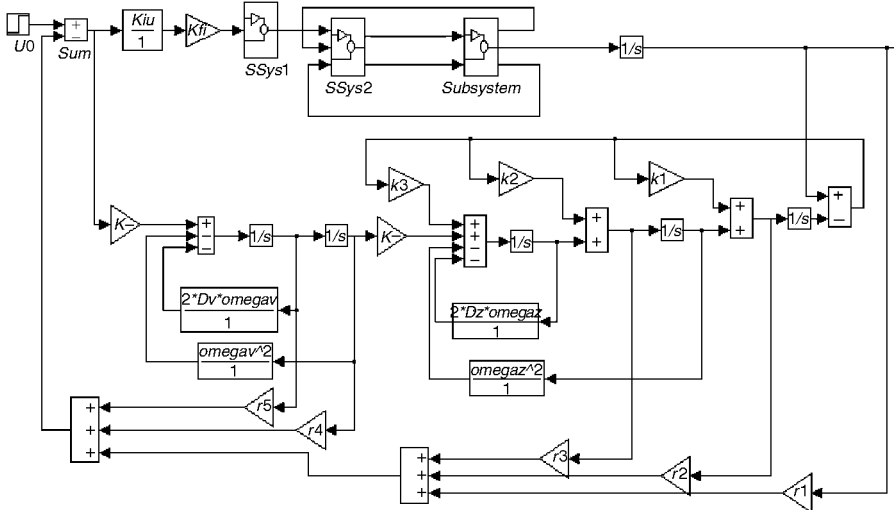 U0
+
−
Sum
Kiu
1
Kfi
SSys1
SSys2
Subsystem
1/s
k3
k2
k1
K−
+
−
−
1/s
1/s
K−
+
+
−
−
1/s
+
+
1/s
+
+
1/s
+
−
2*Dv*omegav
1
2*Dz*omegaz
1
omegav^2
1
omegaz^2
1
r5
r4
+
+
+
r3
r2
r1
+
+
+